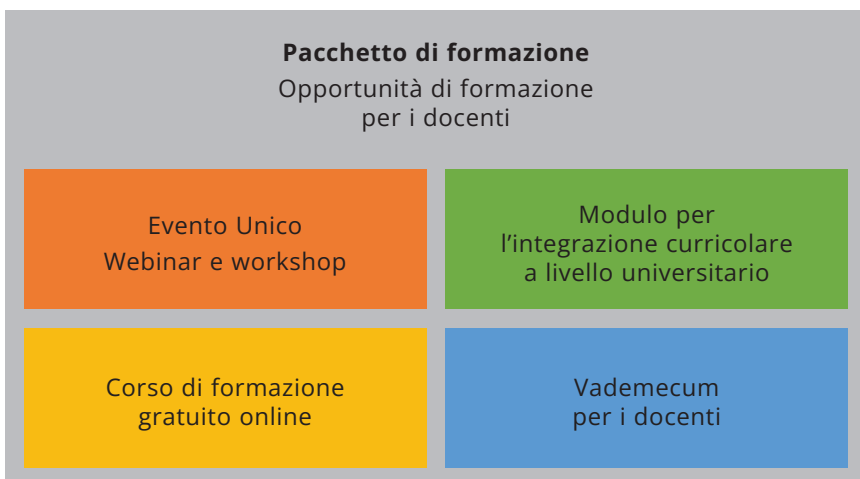 Pacchetto di formazione
Opportunità di formazione
per i docenti
Evento Unico
Webinar e workshop
Modulo per
l’integrazione curricolare
a livello universitario
Corso di formazione
gratuito online
Vademecum
per i docenti